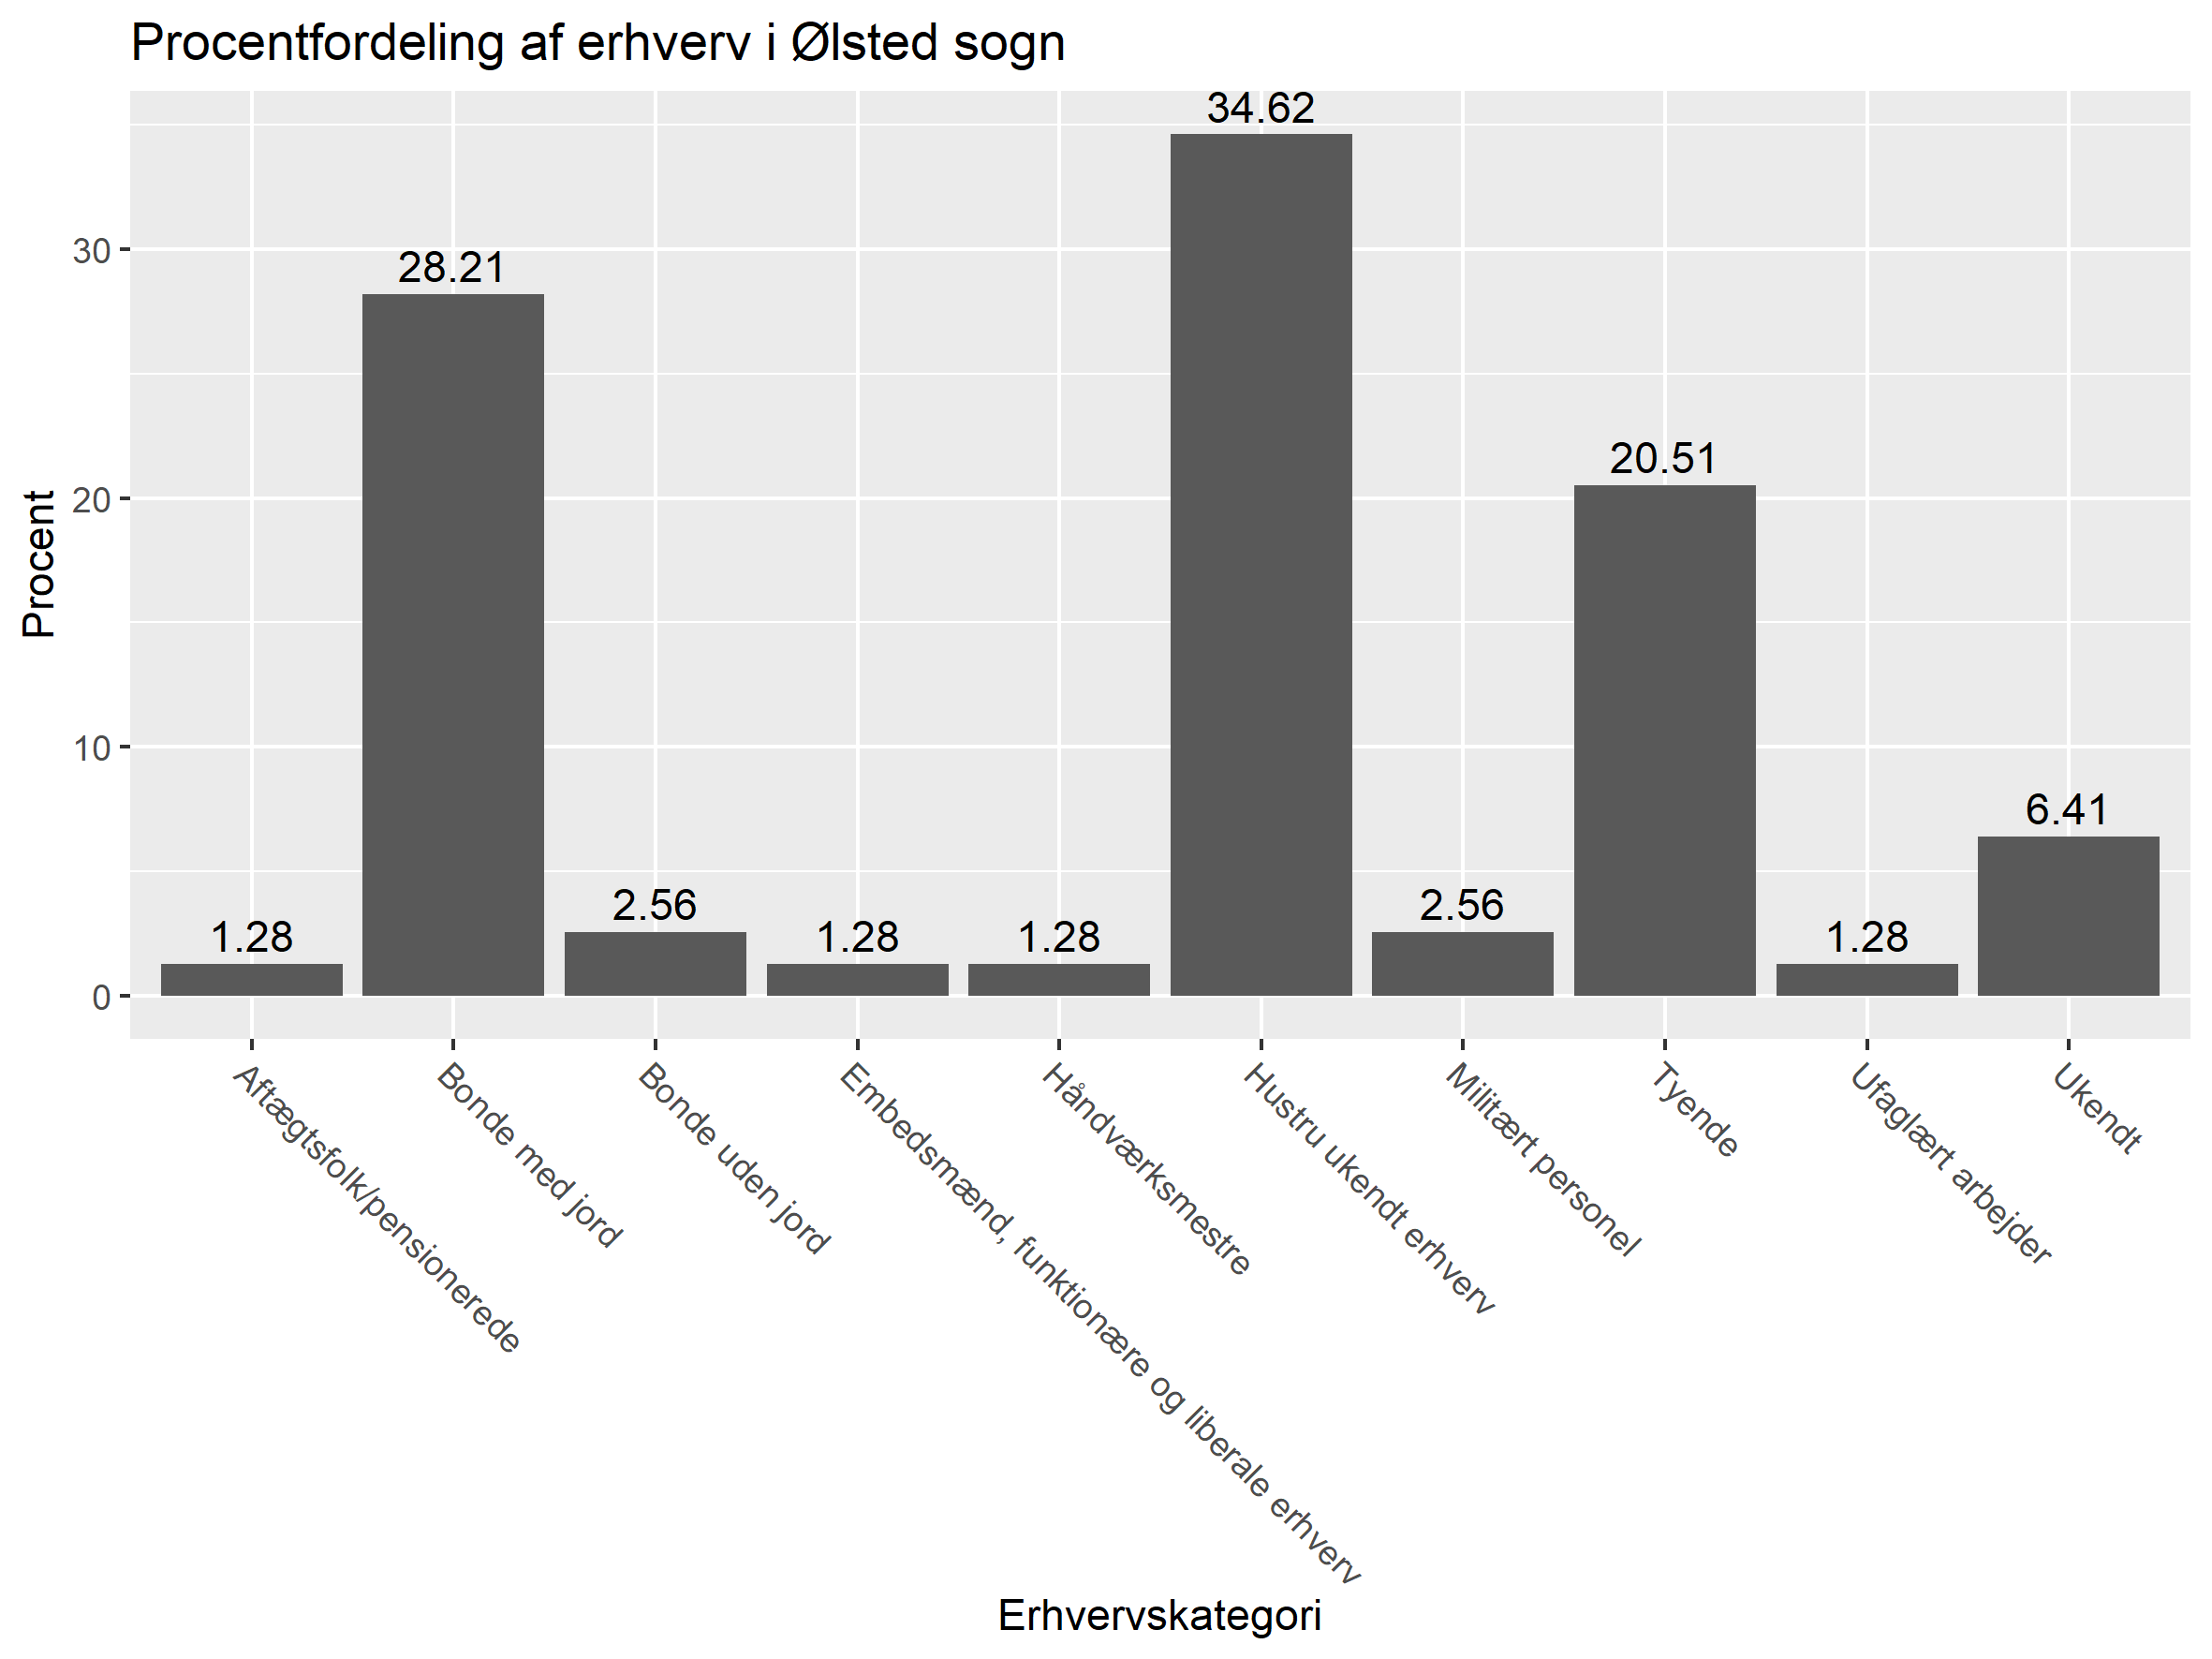 Procentfordeling af erhverv i Ølsted sogn
34.62
30
28.21
20.51
20
Procent
10
6.41
2.56
2.56
1.28
1.28
1.28
1.28
0
Aftægtsfolk/pensionerede
Bonde med jord
Bonde uden jord
Embedsmænd, funktionære og liberale erhverv
Håndværksmestre
Hustru ukendt erhverv
Militært personel
Tyende
Ufaglært arbejder
Ukendt
Erhvervskategori